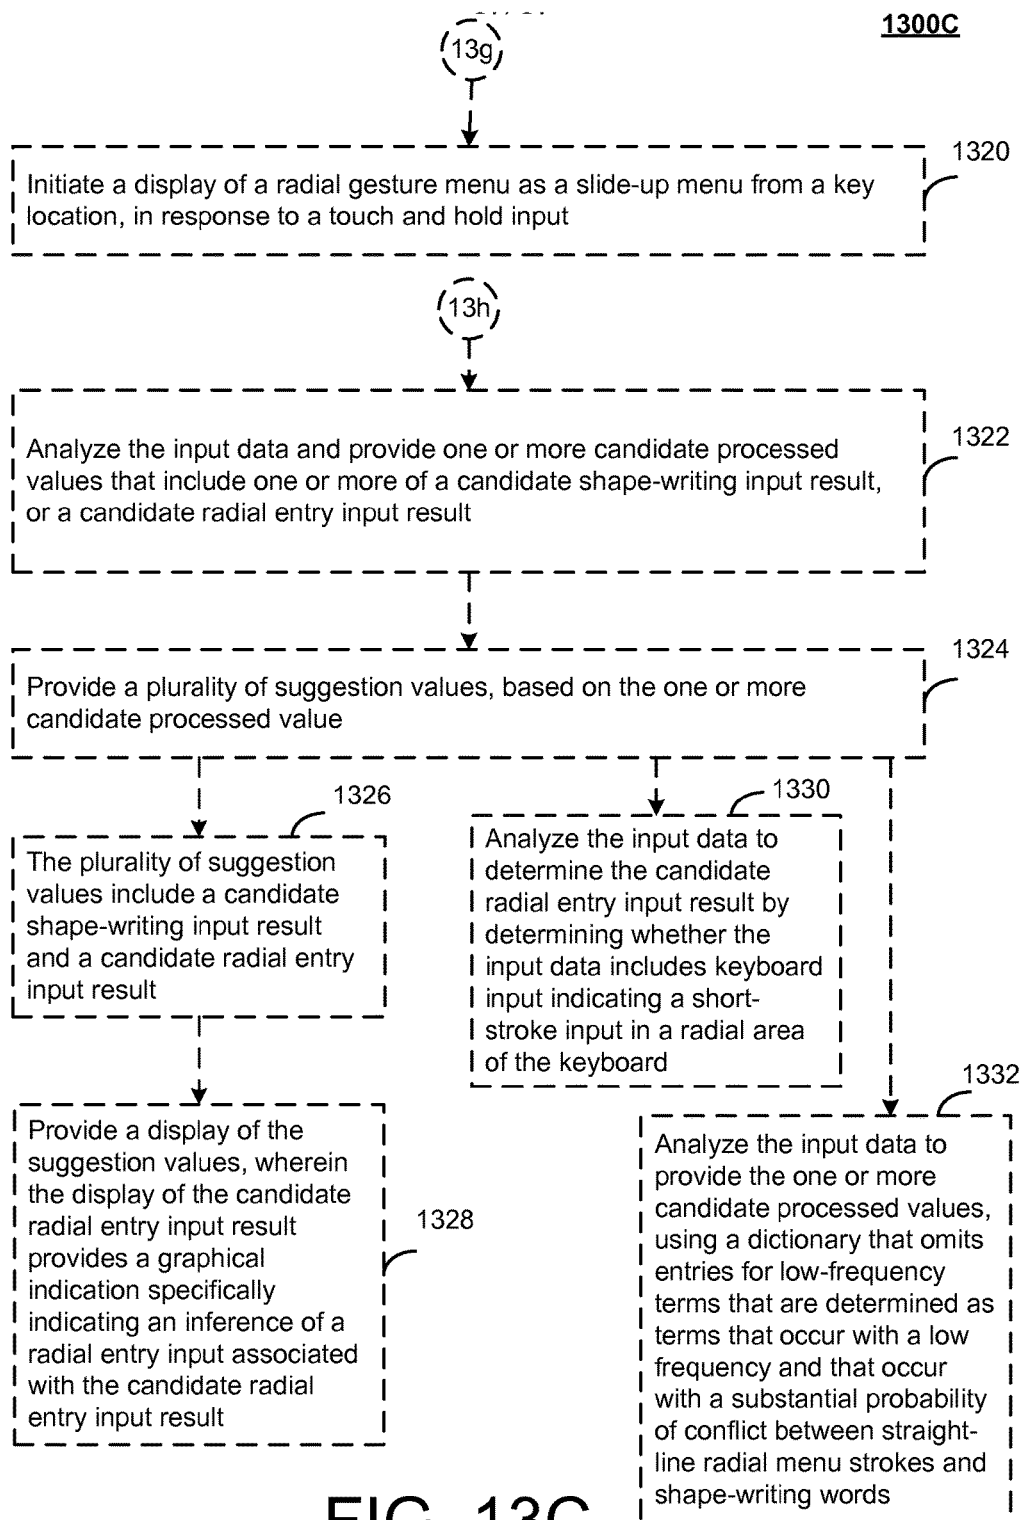 1300C
13g
1320
Initiate a display of a radial gesture menu as a slide-up menu from a key
location, in response to a touch and hold input
13h
1322
Analyze the input data and provide one or more candidate processed
values that include one or more of a candidate shape-writing input result,
or a candidate radial entry input result
1324
Provide a plurality of suggestion values, based on the one or more
candidate processed value
1326
The plurality of suggestion
values include a candidate
shape-writing input result
and a candidate radial entry
input result
1330
Analyze the input data to
determine the candidate
radial entry input result by
determining whether the
input data includes keyboard
input indicating a short-
stroke input in a radial area
of the keyboard
1328
Provide a display of the
suggestion values, wherein
the display of the candidate
radial entry input result
provides a graphical
indication specifically
indicating an inference of a
radial entry input associated
with the candidate radial
entry input result
1332
Analyze the input data to
provide the one or more
candidate processed values,
using a dictionary that omits
entries for low-frequency
terms that are determined as
terms that occur with a low
frequency and that occur
with a substantial probability
of conflict between straight-
line radial menu strokes and
shape-writing words
FIG. 13C